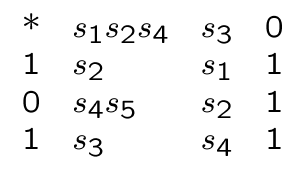 * s₁s₂s₄ s₃ 0
1 s₂ s₁ 1
0 s₄s₅ s₂ 1
1 s₃ s₄ 1